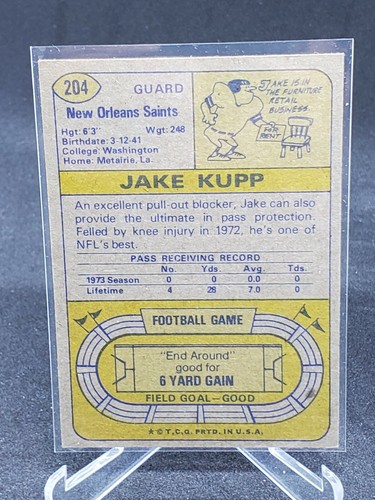 204
GUARD
New Orleans Saints
Hgt: 6'3" Wgt: 248
Birthdate: 3-12-41
College: Washington
Home: Metairie, La.
JAKE IS IN
THE FURNITURE
RETAIL
BUSINESS.
FOR
RENT
JAKE KUPP
An excellent pull-out blocker, Jake can also
provide the ultimate in pass protection.
Felled by knee injury in 1972, he's one of
NFL's best.
PASS RECEIVING RECORD
No. Yds. Avg. Tds.
1973 Season 0 0 0.0 0
Lifetime 4 28 7.0 0
FOOTBALL GAME
"End Around"
good for
6 YARD GAIN
FIELD GOAL—GOOD
★ © T.C.G. PRTD. IN U.S.A.